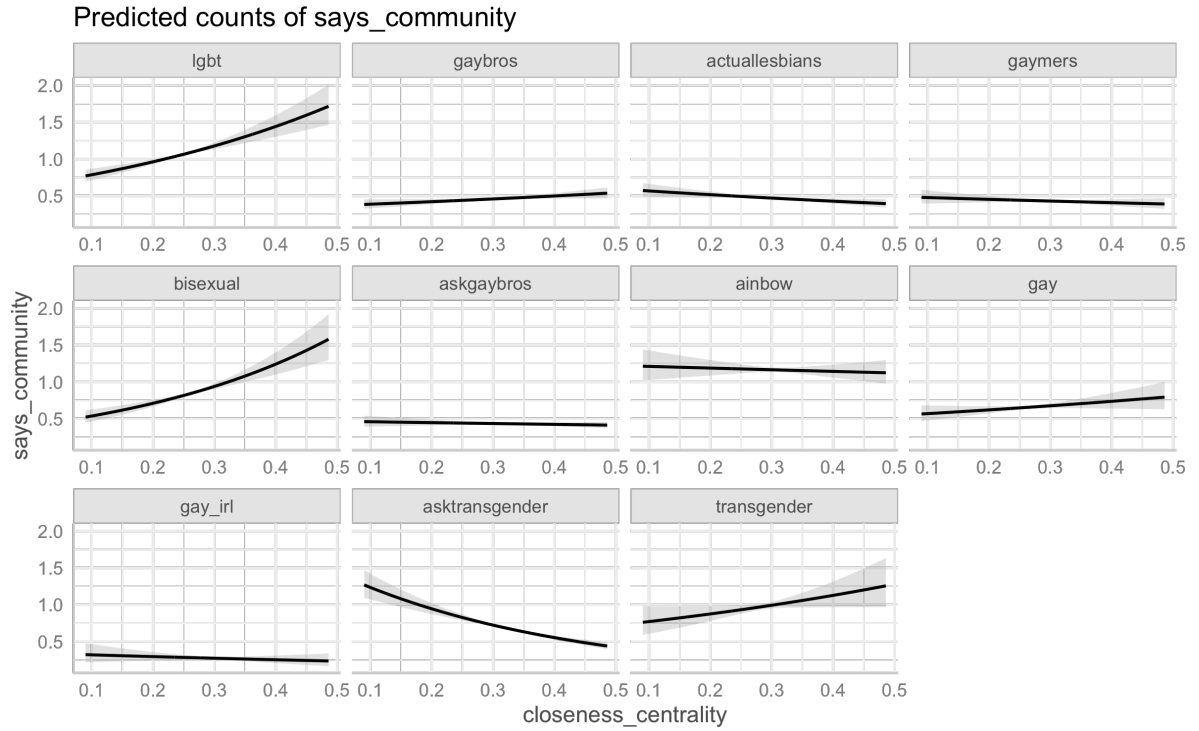 Predicted counts of says_community
lgbt gaybros actuallesbians gaymers
2.0
1.5
1.0
0.5
0.1 0.2 0.3 0.4 0.5 0.1 0.2 0.3 0.4 0.5 0.1 0.2 0.3 0.4 0.5 0.1 0.2 0.3 0.4 0.5
bisexual askgaybros ainbow gay
2.0
1.5
1.0
0.5
0.1 0.2 0.3 0.4 0.5 0.1 0.2 0.3 0.4 0.5 0.1 0.2 0.3 0.4 0.5 0.1 0.2 0.3 0.4 0.5
says_community
gay_irl asktransgender transgender
2.0
1.5
1.0
0.5
0.1 0.2 0.3 0.4 0.5 0.1 0.2 0.3 0.4 0.5 0.1 0.2 0.3 0.4 0.5
closeness_centrality